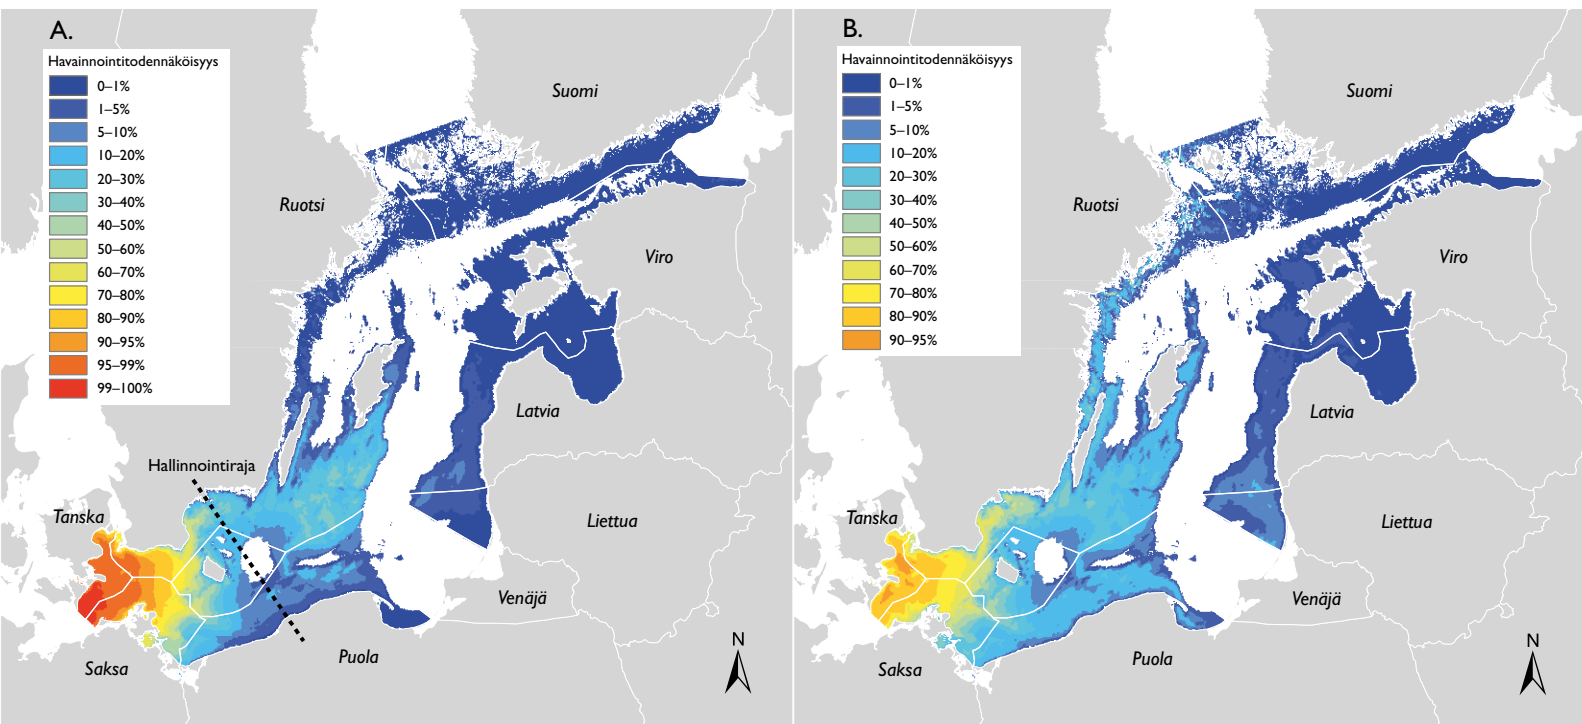 A.
Havainnointitodennäköisyys
0–1%
1–5%
5–10%
10–20%
20–30%
30–40%
40–50%
50–60%
60–70%
70–80%
80–90%
90–95%
95–99%
99–100%
Suomi
Ruotsi
Viro
Latvia
Hallinnointiraja
Tanska
Liettua
Venäjä
Puola
Saksa
N
B.
Havainnointitodennäköisyys
0–1%
1–5%
5–10%
10–20%
20–30%
30–40%
40–50%
50–60%
60–70%
70–80%
80–90%
90–95%
Suomi
Ruotsi
Viro
Latvia
Tanska
Liettua
Venäjä
Puola
Saksa
N